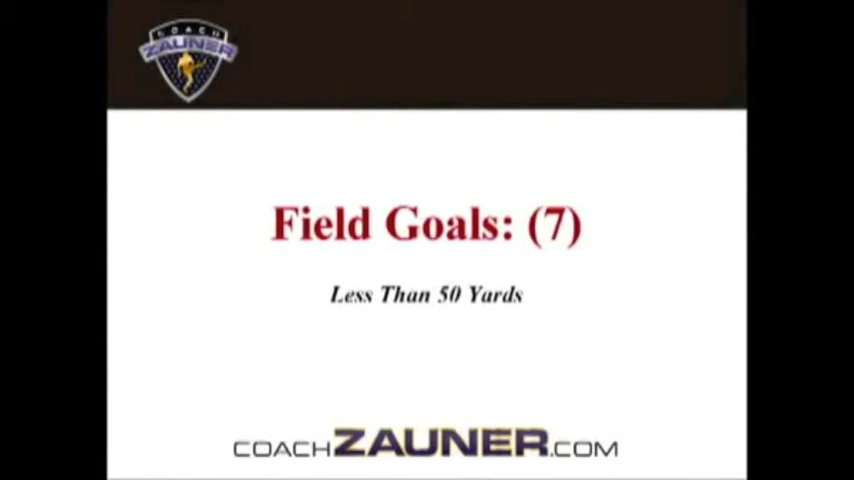 COACH
ZAUNER
Field Goals: (7)
Less Than 50 Yards
COACHZAUNER.COM